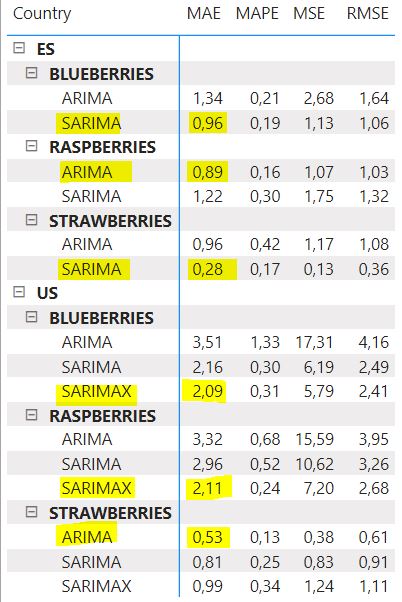 Country MAE MAPE MSE RMSE
ES
BLUEBERRIES
ARIMA 1,34 0,21 2,68 1,64
SARIMA 0,96 0,19 1,13 1,06
RASPBERRIES
ARIMA 0,89 0,16 1,07 1,03
SARIMA 1,22 0,30 1,75 1,32
STRAWBERRIES
ARIMA 0,96 0,42 1,17 1,08
SARIMA 0,28 0,17 0,13 0,36
US
BLUEBERRIES
ARIMA 3,51 1,33 17,31 4,16
SARIMA 2,16 0,30 6,19 2,49
SARIMAX 2,09 0,31 5,79 2,41
RASPBERRIES
ARIMA 3,32 0,68 15,59 3,95
SARIMA 2,96 0,52 10,62 3,26
SARIMAX 2,11 0,24 7,20 2,68
STRAWBERRIES
ARIMA 0,53 0,13 0,38 0,61
SARIMA 0,81 0,25 0,83 0,91
SARIMAX 0,99 0,34 1,24 1,11